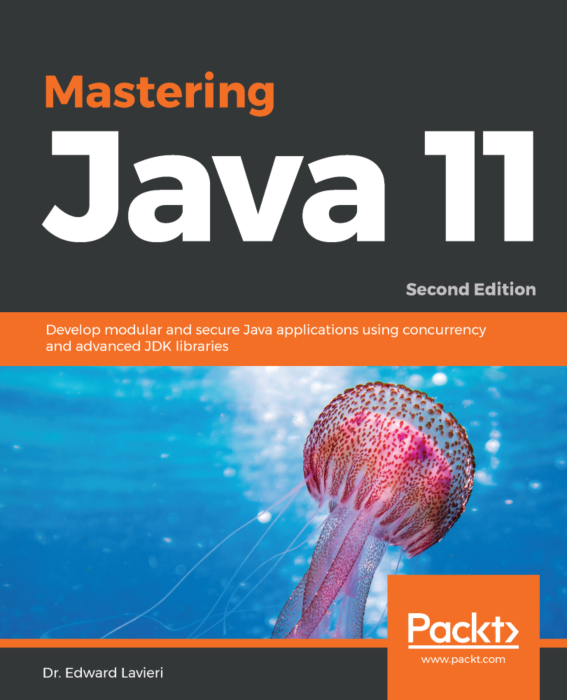 Mastering
Java 11
Second Edition
Develop modular and secure Java applications using concurrency
and advanced JDK libraries
Packt>
www.packt.com
Dr. Edward Lavieri